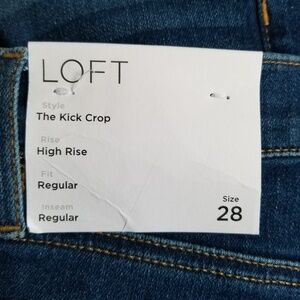 LOFT
Style
The Kick Crop
Rise
High Rise
Fit
Regular
Inseam
Regular
Size
28